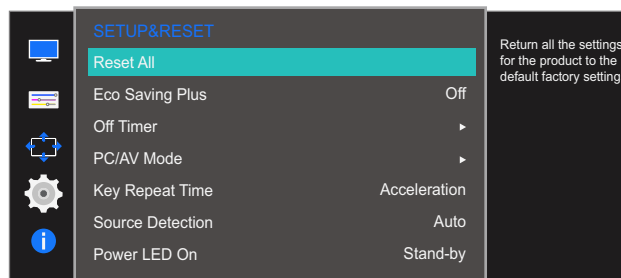 SETUP&RESET
Reset All
Eco Saving Plus Off
Off Timer ▸
PC/AV Mode ▸
Key Repeat Time Acceleration
Source Detection Auto
Power LED On Stand-by
Return all the settings
for the product to the
default factory setting